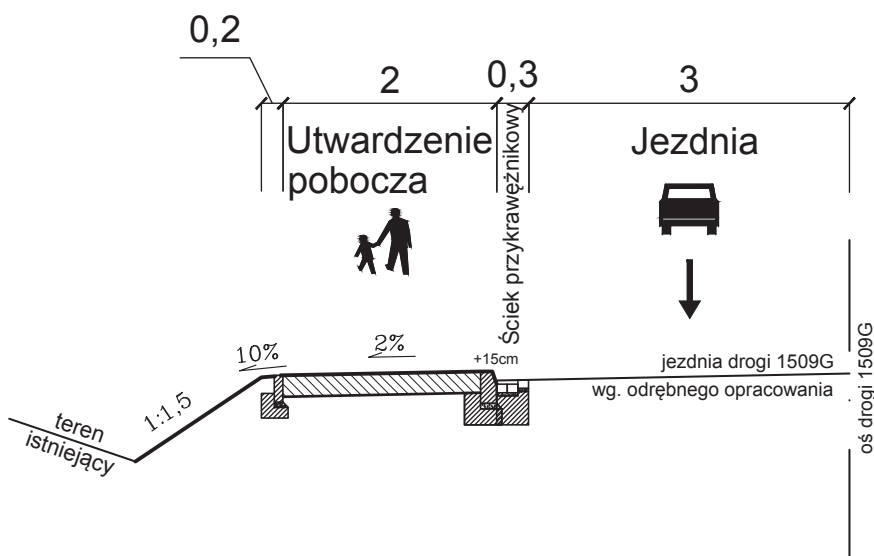 0,2
2
0,3
3
Utwardzenie
pobocza
Ściek przykrawężnikowy
Jezdnia
10%
2%
+15cm
jezdnia drogi 1509G
wg. odrębnego opracowania
oś drogi 1509G
1:1,5
teren
istniejący